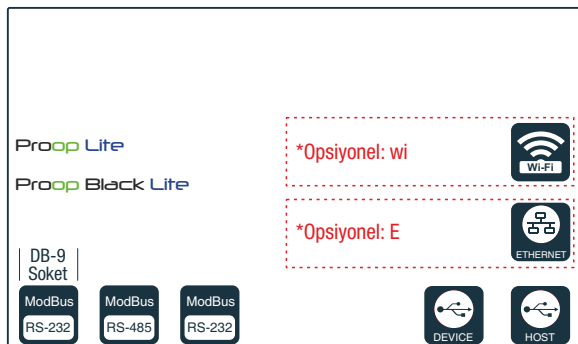 Proop Lite
Proop Black Lite
*Opsiyonel: wi
Wi-Fi
*Opsiyonel: E
ETHERNET
DB-9
Soket
ModBus
RS-232
ModBus
RS-485
ModBus
RS-232
DEVICE
HOST